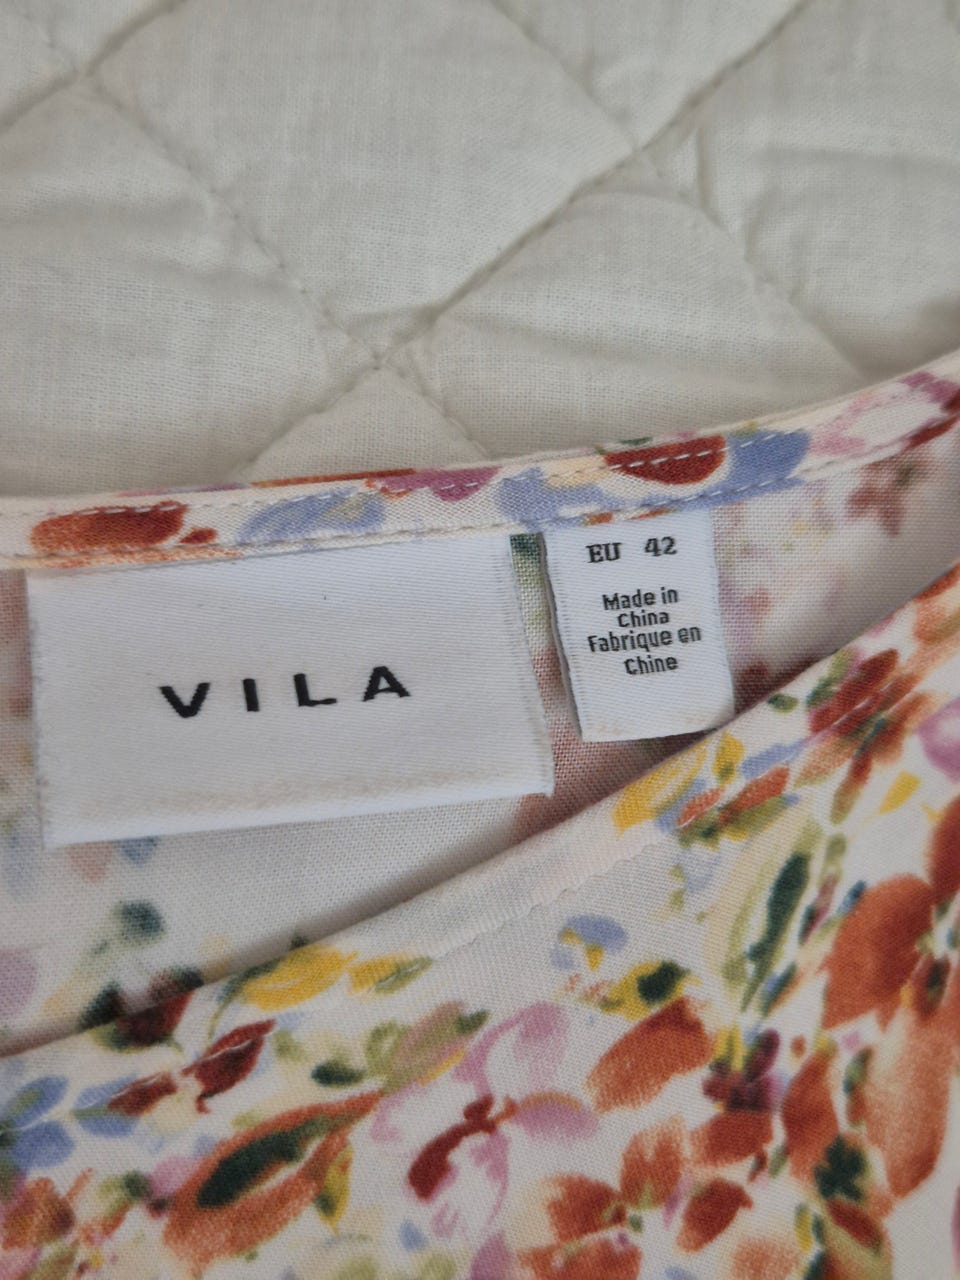 VILA
EU 42
Made in
China
Fabrique en
Chine